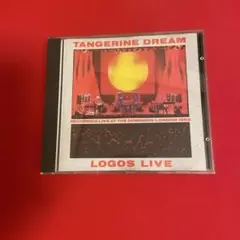 TANGERINE DREAM
RECORDED LIVE AT THE DOMINION LONDON 1982
LOGOS LIVE